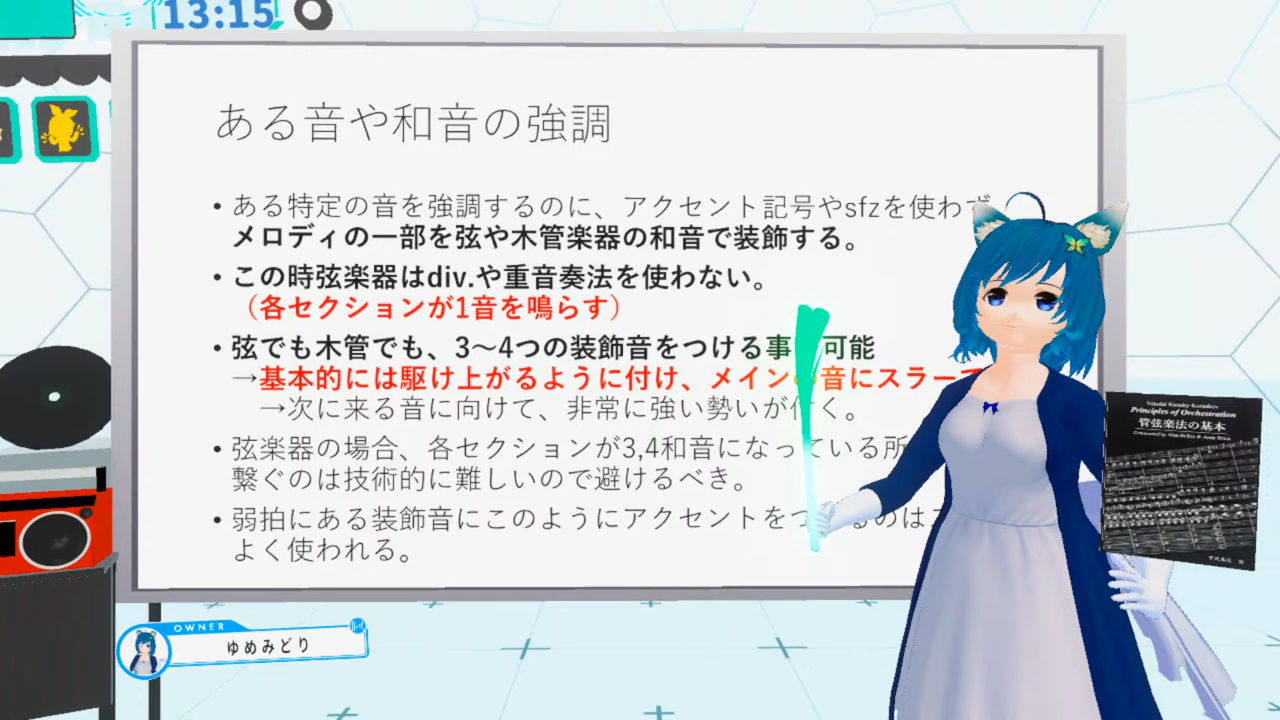 13:15
ある音や和音の強調
• ある特定の音を強調するのに、アクセント記号やsfzを使わず
メロディの一部を弦や木管楽器の和音で装飾する。
• この時弦楽器はdiv.や重音奏法を使わない。
（各セクションが1音を鳴らす）
• 弦でも木管でも、3～4つの装飾音をつける事 可能
→基本的には駆け上がるように付け、メイン 音にスラーで
→次に来る音に向けて、非常に強い勢いが付く。
• 弦楽器の場合、各セクションが3,4和音になっている所
繋ぐのは技術的に難しいので避けるべき。
• 弱拍にある装飾音にこのようにアクセントを のは
よく使われる。
Nikolai Rimsky-Korsakov
Principles of Orchestration
管弦楽法の基本
OWNER
ゆめみどり